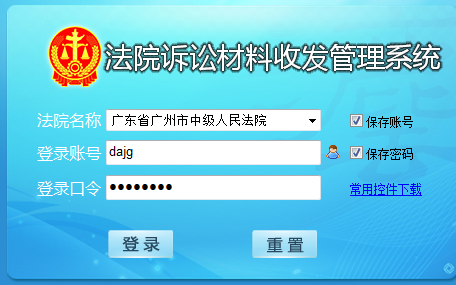 法院诉讼材料收发管理系统
法院名称 广东省广州市中级人民法院 保存账号
登录账号 dajg 保存密码
登录口令 ●●●●●●●● 常用控件下载
登录 重置